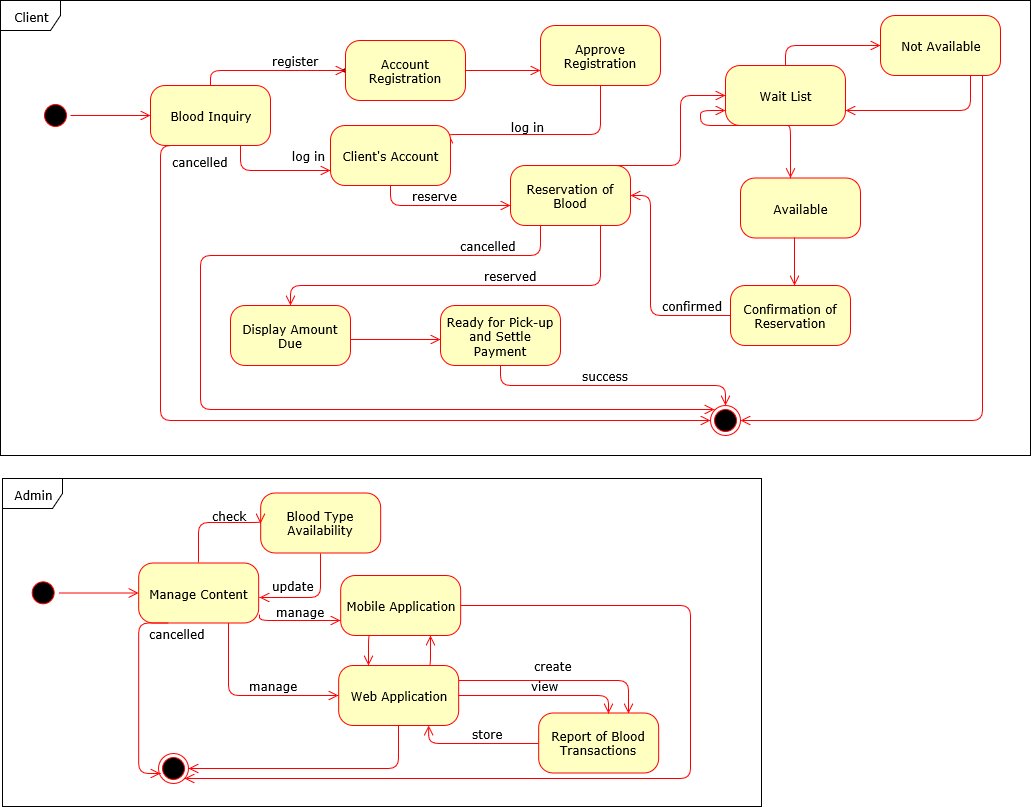 Client
Not Available
Approve
Registration
register
Account
Registration
Wait List
Blood Inquiry
log in
cancelled
log in
Client's Account
reserve
Reservation of
Blood
Available
cancelled
reserved
confirmed
Confirmation of
Reservation
Display Amount
Due
Ready for Pick-up
and Settle
Payment
success
Admin
check
Blood Type
Availability
update
Manage Content
manage
Mobile Application
cancelled
create
manage
Web Application
view
store
Report of Blood
Transactions